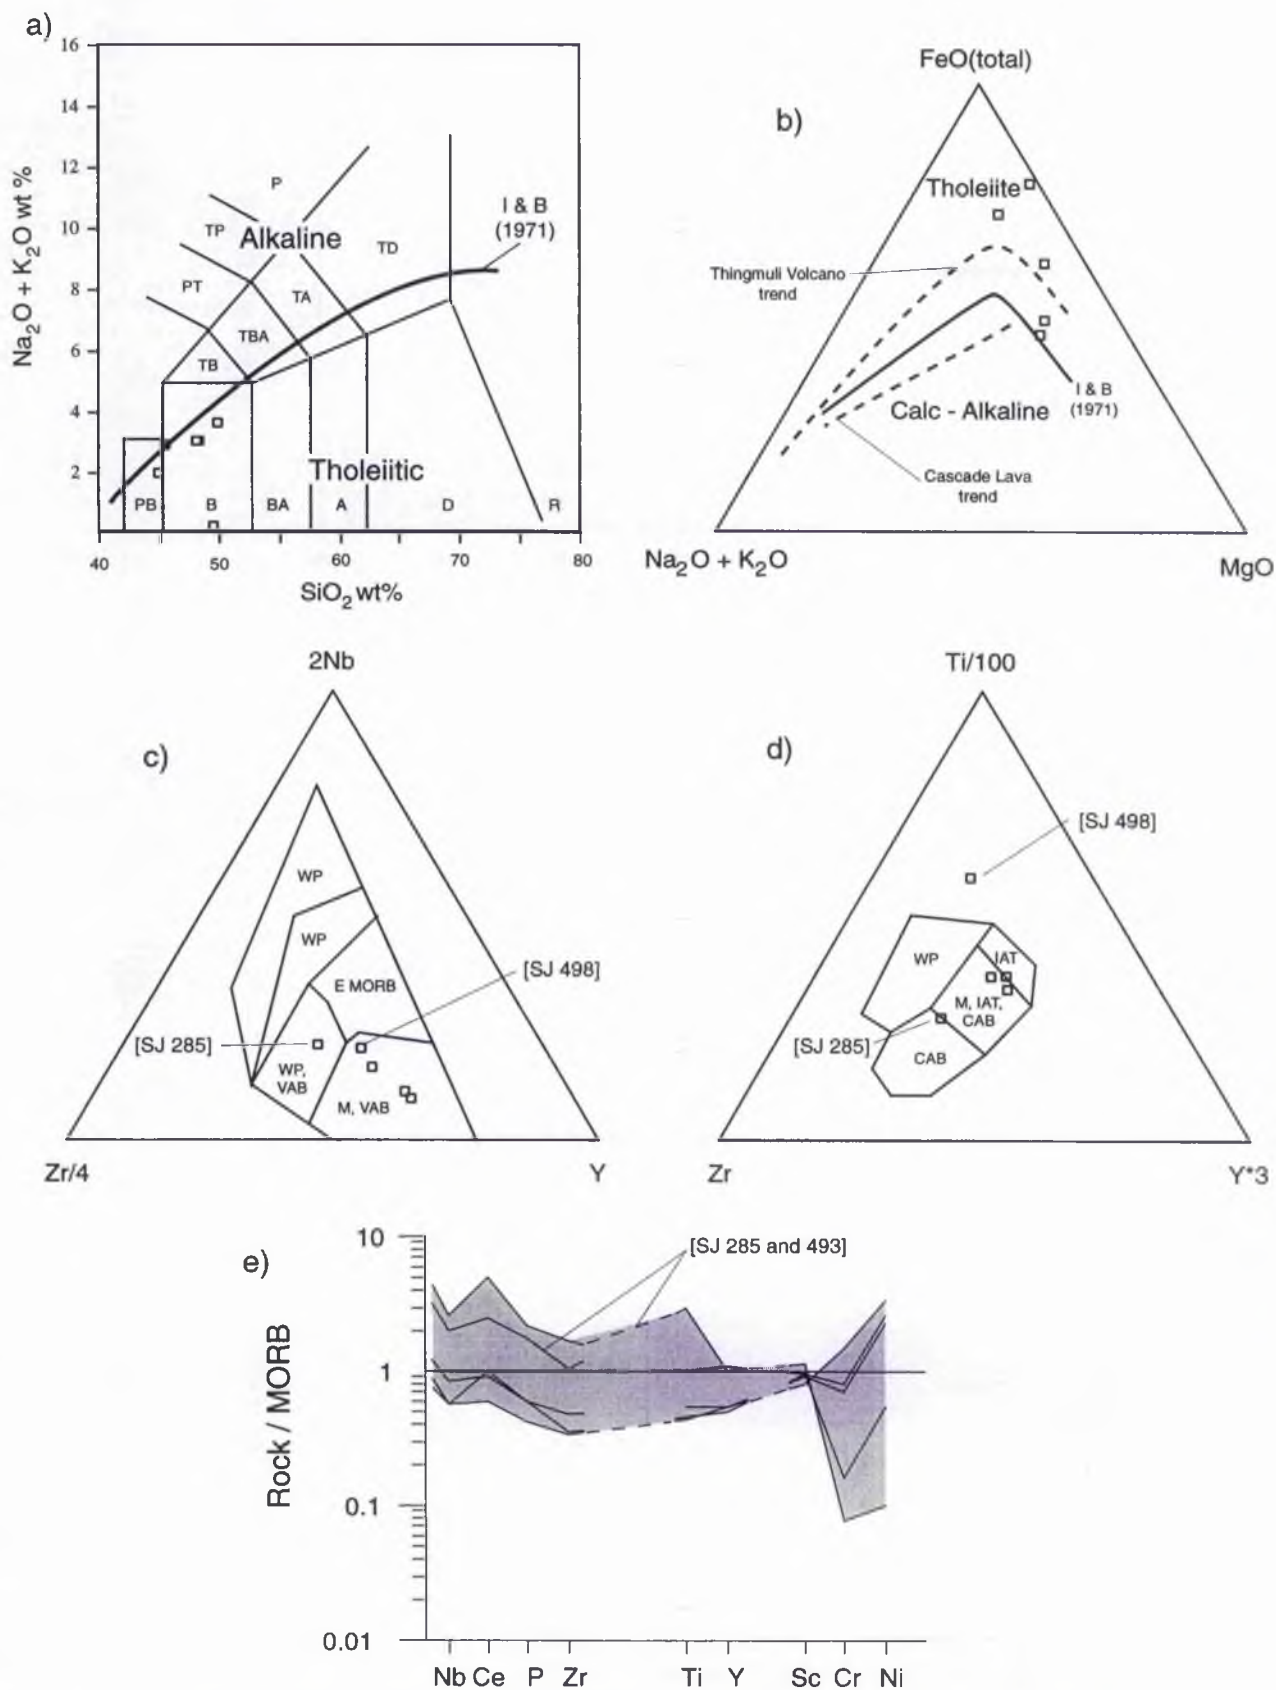 a)
16
14
12
10
8
6
4
2
Na₂O + K₂O wt %
P
TP
Alkaline
TD
I & B
(1971)
PT
TA
TBA
TB
Tholeiitic
PB
B
BA
A
D
R
40
50
60
70
80
SiO₂ wt%
b)
FeO(total)
Tholeiite
Thingmuli Volcano
trend
I & B
(1971)
Calc - Alkaline
Cascade Lava
trend
Na₂O + K₂O
MgO
c)
2Nb
WP
WP
E MORB
[SJ 498]
[SJ 285]
WP,
VAB
M, VAB
Zr/4
Y
d)
Ti/100
[SJ 498]
WP
IAT
M, IAT,
CAB
[SJ 285]
CAB
Zr
Y*3
e)
[SJ 285 and 493]
10
1
0.1
0.01
Rock / MORB
Nb Ce P Zr Ti Y Sc Cr Ni